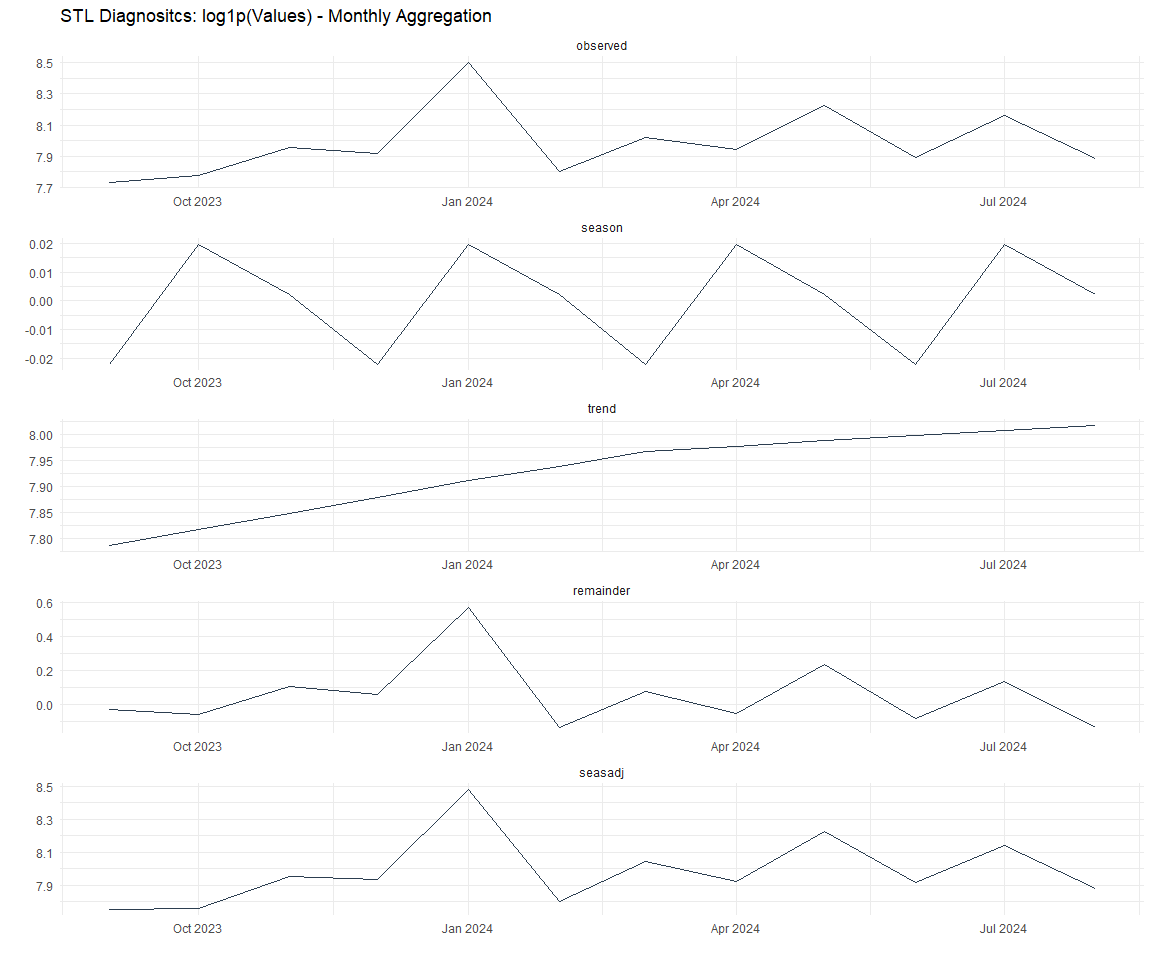 STL Diagnositcs: log1p(Values) - Monthly Aggregation
observed
8.5
8.3
8.1
7.9
7.7
Oct 2023 Jan 2024 Apr 2024 Jul 2024
season
0.02
0.01
0.00
-0.01
-0.02
Oct 2023 Jan 2024 Apr 2024 Jul 2024
trend
8.00
7.95
7.90
7.85
7.80
Oct 2023 Jan 2024 Apr 2024 Jul 2024
remainder
0.6
0.4
0.2
0.0
Oct 2023 Jan 2024 Apr 2024 Jul 2024
seasadj
8.5
8.3
8.1
7.9
Oct 2023 Jan 2024 Apr 2024 Jul 2024